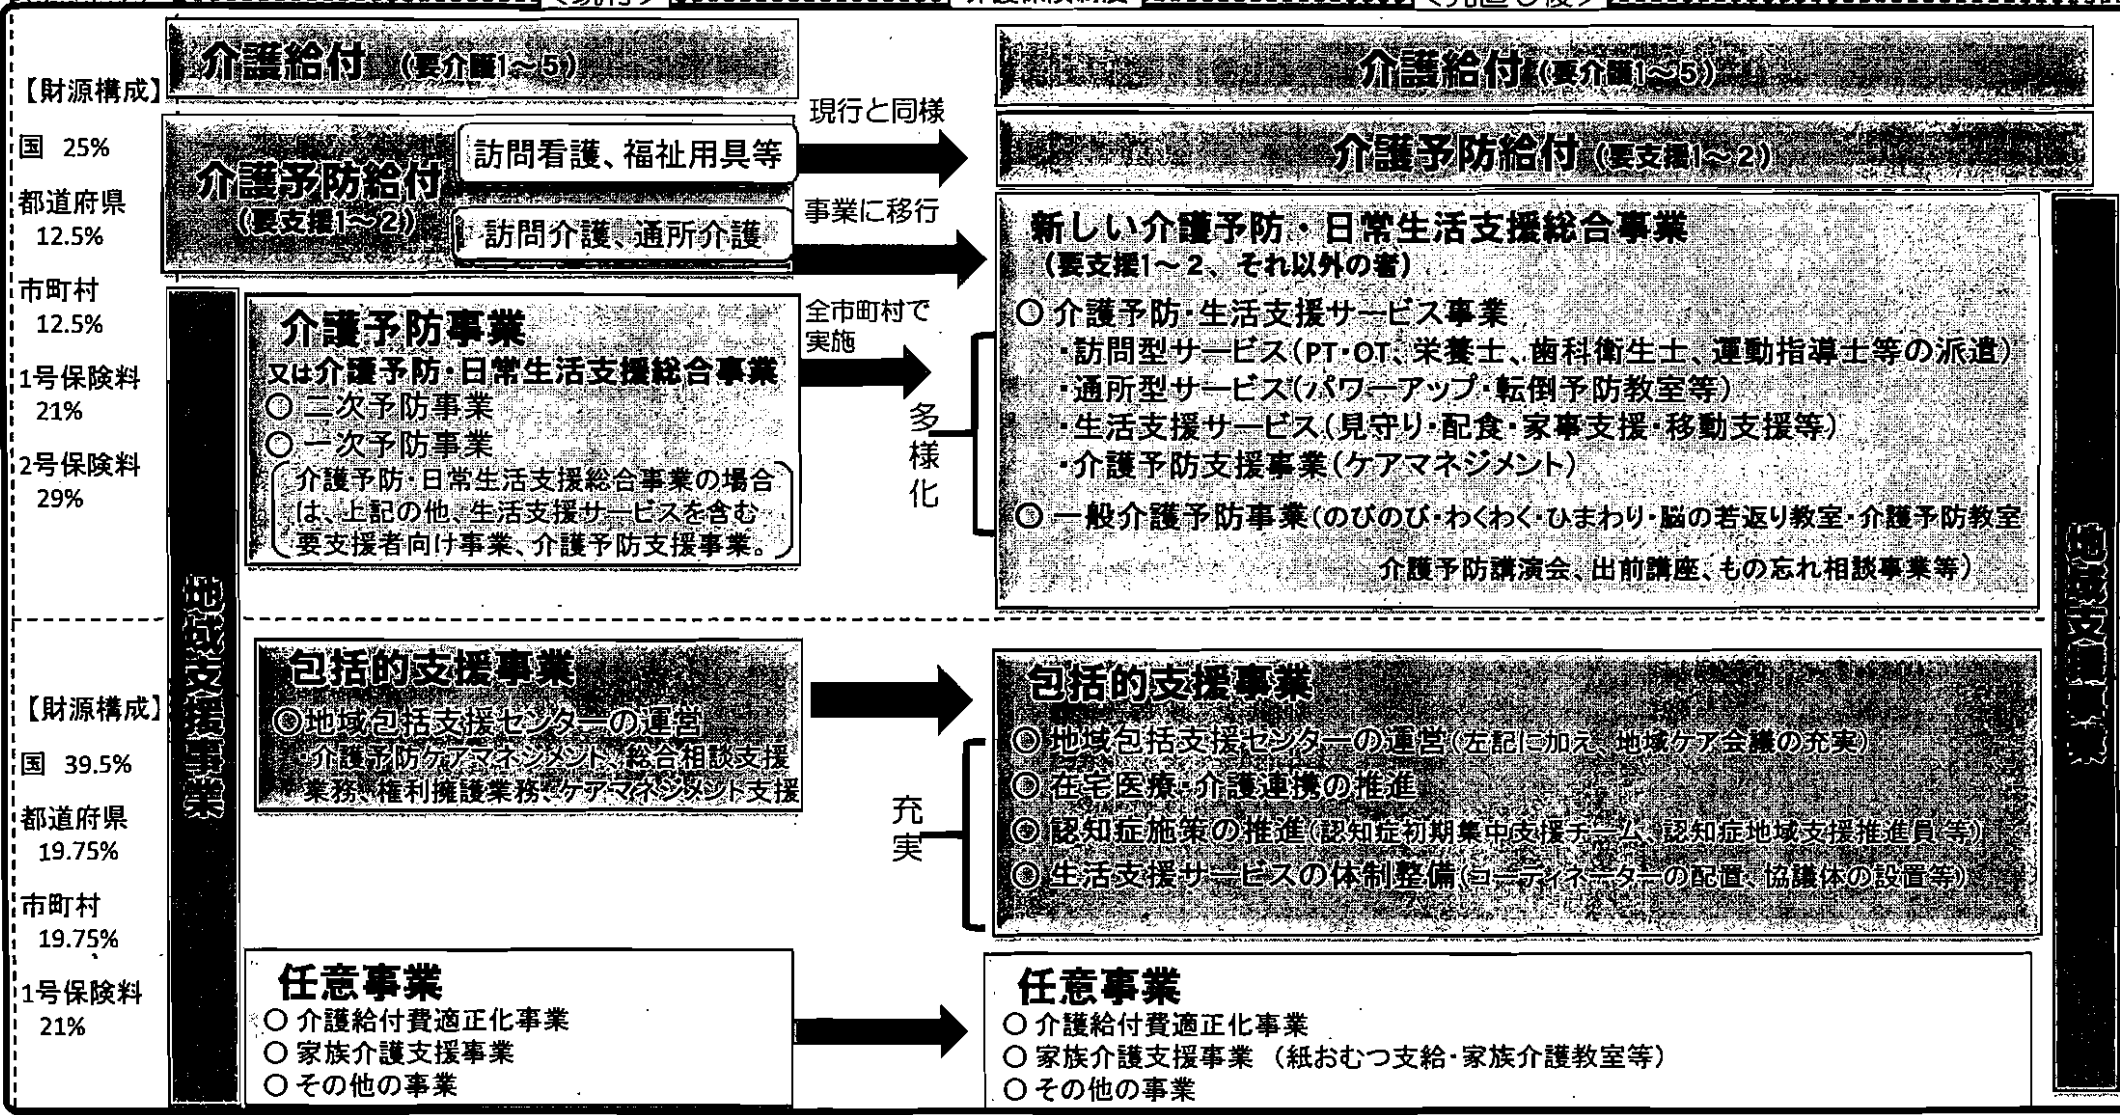 【財源構成】
国 25%
都道府県
12.5%
市町村
12.5%
1号保険料
21%
2号保険料
29%
【財源構成】
国 39.5%
都道府県
19.75%
市町村
19.75%
1号保険料
21%
介護給付 (要介護1~5)
介護予防給付
(要支援1~2)
訪問看護、福祉用具等
訪問介護、通所介護
地域支援事業
介護予防事業
又は介護予防・日常生活支援総合事業
○ 二次予防事業
○ 一次予防事業
介護予防・日常生活支援総合事業の場合
は、上記の他、生活支援サービスを含む
要支援者向け事業、介護予防支援事業。
包括的支援事業
◎地域包括支援センターの運営
・介護予防ケアマネジメント、総合相談支援
業務、権利擁護業務、ケアマネジメント支援
任意事業
○ 介護給付費適正化事業
○ 家族介護支援事業
○ その他の事業
現行と同様
事業に移行
全市町村で
実施
多様化
充実
介護給付 (要介護1~5)
介護予防給付 (要支援1~2)
新しい介護予防・日常生活支援総合事業
(要支援1~2、それ以外の者)
○ 介護予防・生活支援サービス事業
・訪問型サービス(PT・OT、栄養士、歯科衛生士、運動指導士等の派遣)
・通所型サービス(パワーアップ・転倒予防教室等)
・生活支援サービス(見守り・配食・家事支援・移動支援等)
・介護予防支援事業(ケアマネジメント)
○ 一般介護予防事業(のびのび・わくわく・ひまわり・脳の若返り教室・介護予防教室
介護予防講演会、出前講座、もの忘れ相談事業等)
包括的支援事業
◎ 地域包括支援センターの運営(左記に加え、地域ケア会議の充実)
◎ 在宅医療・介護連携の推進
◎ 認知症施策の推進(認知症初期集中支援チーム、認知症地域支援推進員 等)
◎ 生活支援サービスの体制整備(コーディネーターの配置、協議体の設置等)
任意事業
○ 介護給付費適正化事業
○ 家族介護支援事業 (紙おむつ支給・家族介護教室等)
○ その他の事業
地域支援事業